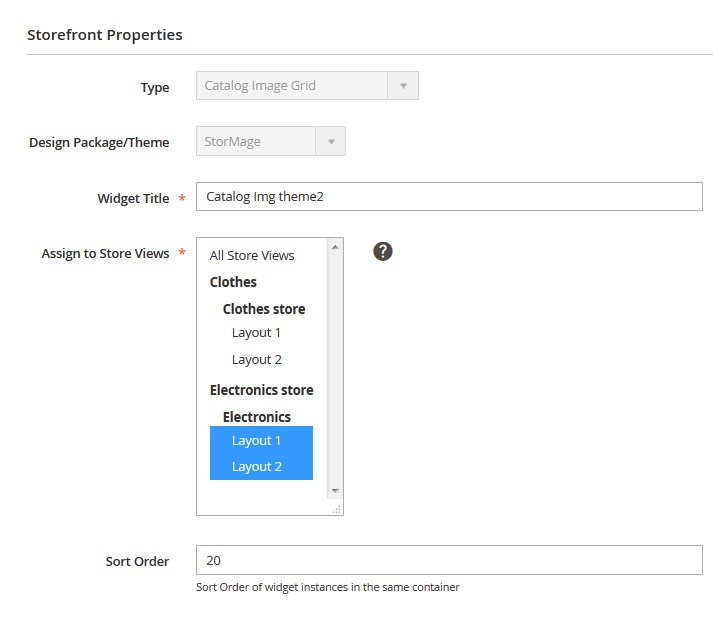 Storefront Properties
Type Catalog Image Grid
Design Package/Theme StorMage
Widget Title * Catalog Img theme2
Assign to Store Views * All Store Views ?
Clothes
Clothes store
Layout 1
Layout 2
Electronics store
Electronics
Layout 1
Layout 2
Sort Order 20
Sort Order of widget instances in the same container